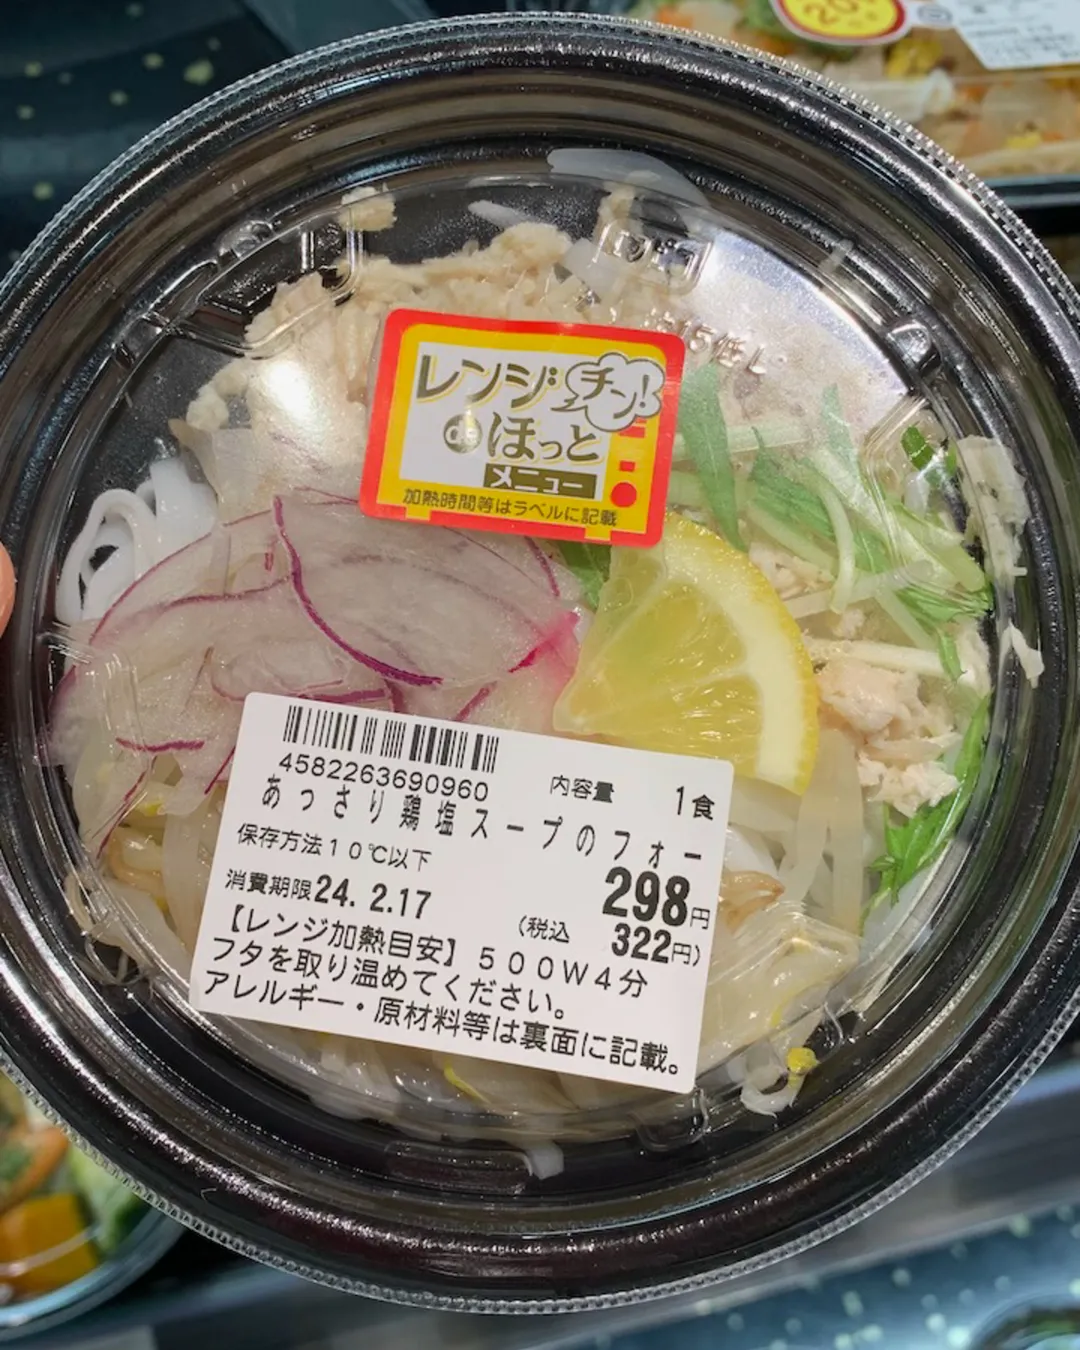 レンジ チン!
de ほっと
メニュー
加熱時間等はラベルに記載
4582263690960
内容量 1食
あっさり鶏塩スープのフォー
保存方法10℃以下
消費期限24. 2.17
298円
(税込 322円)
【レンジ加熱目安】500W4分
フタを取り温めてください。
アレルギー・原材料等は裏面に記載。